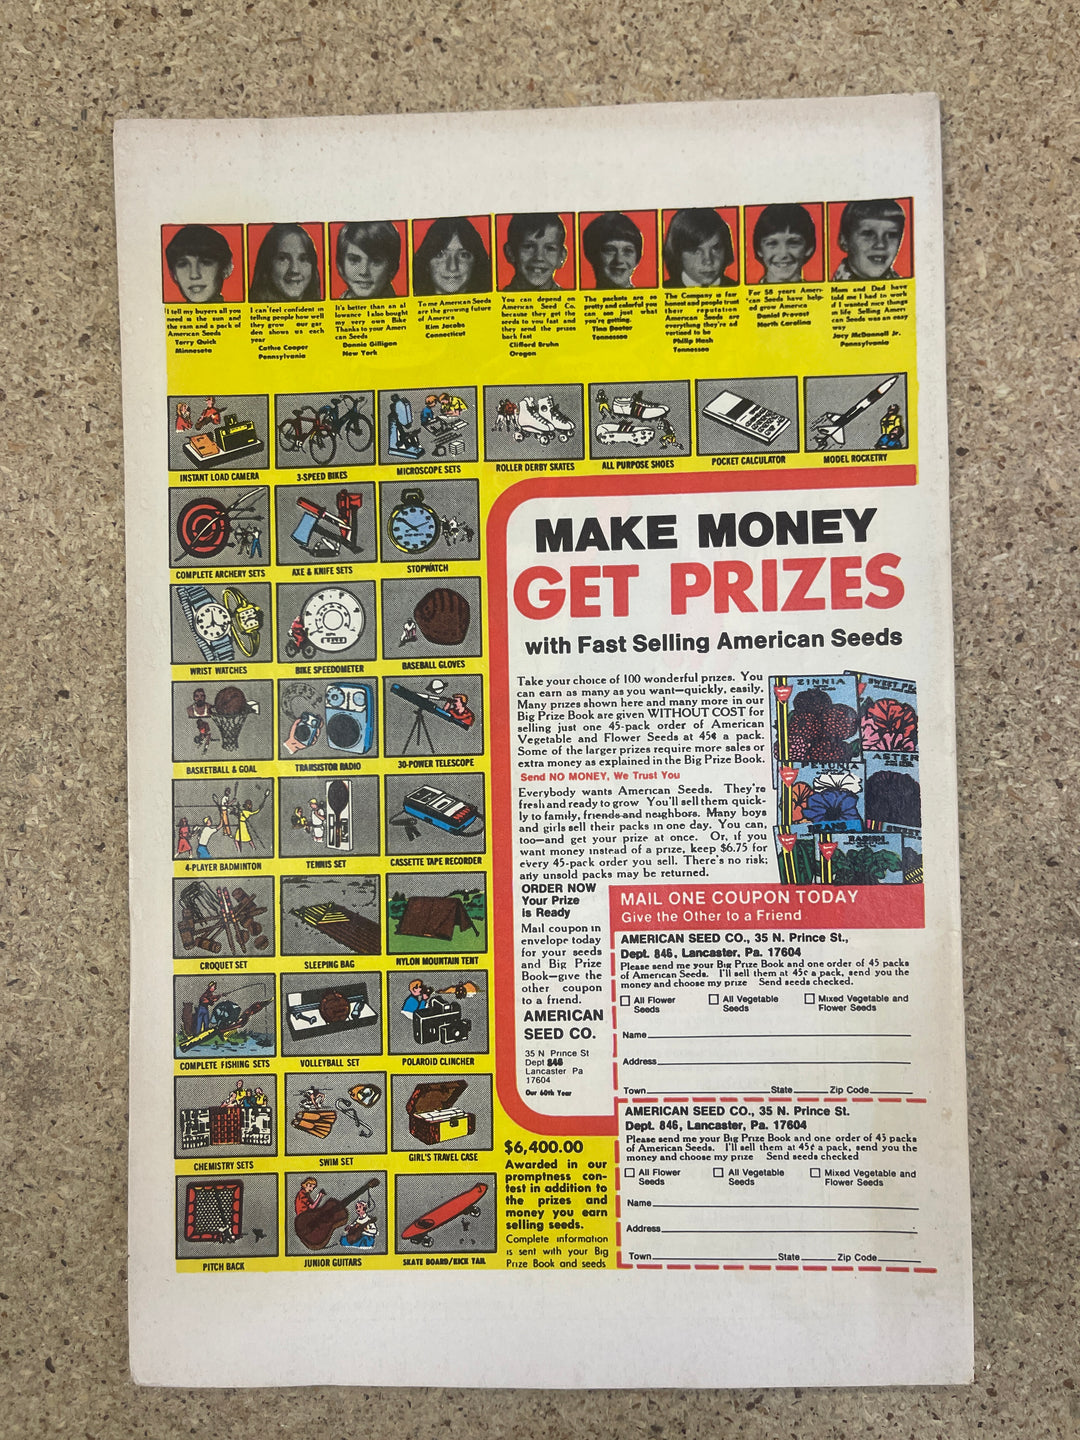 I tell my buyers all you
need is the sun and
the rain and a pack of
American Seeds
Terry Quick
Minnesota
I can't feel confident in
telling people how well
they grow our gar
den shows us each
year
Cathie Cooper
Pennsylvania
It's better than an al
lowance I also bought
my very own Bike
Thanks to your Ameri
can Seeds
Donnie Gilligan
New York
To me American Seeds
are the growing future
of America
Kim Jacobs
Connecticut
You can depend on
American Seed Co.
because they get the
seeds to you fast and
they send the prizes
back fast
Clifford Bruhn
Oregon
The packets are so
pretty and colorful you
can see just what
you're getting.
Tina Doctor
Tennessee
The Company is fair
honest and people trust
their reputation
American Seeds are
everything they're ad
vertised to be
Philip Nash
Tennessee
For 58 years Ameri-
can Seeds have help-
ed grow America
Daniel Provost
North Carolina
Mom and Dad have
told me I had to work
if I wanted nice things
in life Selling Ameri
can Seeds was an easy
way
Joey McDannell Jr.
Pennsylvania
INSTANT LOAD CAMERA
3-SPEED BIKES
MICROSCOPE SETS
ROLLER DERBY SKATES
ALL PURPOSE SHOES
POCKET CALCULATOR
MODEL ROCKETRY
COMPLETE ARCHERY SETS
AXE & KNIFE SETS
STOPWATCH
WRIST WATCHES
BIKE SPEEDOMETER
BASEBALL GLOVES
BASKETBALL & GOAL
TRANSISTOR RADIO
30-POWER TELESCOPE
4-PLAYER BADMINTON
TENNIS SET
CASSETTE TAPE RECORDER
CROQUET SET
SLEEPING BAG
NYLON MOUNTAIN TENT
COMPLETE FISHING SETS
VOLLEYBALL SET
POLAROID CLINCHER
CHEMISTRY SETS
SWIM SET
GIRL'S TRAVEL CASE
PITCH BACK
JUNIOR GUITARS
SKATE BOARD/KICK TAIL
MAKE MONEY
GET PRIZES
with Fast Selling American Seeds
Take your choice of 100 wonderful prizes. You
can earn as many as you want—quickly, easily.
Many prizes shown here and many more in our
Big Prize Book are given WITHOUT COST for
selling just one 45-pack order of American
Vegetable and Flower Seeds at 45¢ a pack.
Some of the larger prizes require more sales or
extra money as explained in the Big Prize Book.
Send NO MONEY, We Trust You
Everybody wants American Seeds. They're
fresh and ready to grow You'll sell them quick-
ly to family, friends and neighbors. Many boys
and girls sell their packs in one day. You can,
too—and get your prize at once. Or, if you
want money instead of a prize, keep $6.75 for
every 45-pack order you sell. There's no risk;
any unsold packs may be returned.
ZINNIA
SWEET PE
PETUNIA
ASTER
BEANS
SWEET
ORDER NOW
Your Prize
is Ready
Mail coupon in
envelope today
for your seeds
and Big Prize
Book—give the
other coupon
to a friend.
AMERICAN
SEED CO.
35 N Prince St
Dept 846
Lancaster Pa
17604
Our 60th Year
MAIL ONE COUPON TODAY
Give the Other to a Friend
AMERICAN SEED CO., 35 N. Prince St.,
Dept. 846, Lancaster, Pa. 17604
Please send me your Big Prize Book and one order of 45 packs
of American Seeds. I'll sell them at 45¢ a pack, send you the
money and choose my prize Send seeds checked.
All Flower Seeds
All Vegetable Seeds
Mixed Vegetable and Flower Seeds
Name
Address
Town State Zip Code
AMERICAN SEED CO., 35 N. Prince St.
Dept. 846, Lancaster, Pa. 17604
Please send me your Big Prize Book and one order of 45 packs
of American Seeds. I'll sell them at 45¢ a pack, send you the
money and choose my prize Send seeds checked
All Flower Seeds
All Vegetable Seeds
Mixed Vegetable and Flower Seeds
Name
Address
Town State Zip Code
$6,400.00
Awarded in our
promptness con-
test in addition to
the prizes and
money you earn
selling seeds.
Complete information
is sent with your Big
Prize Book and seeds